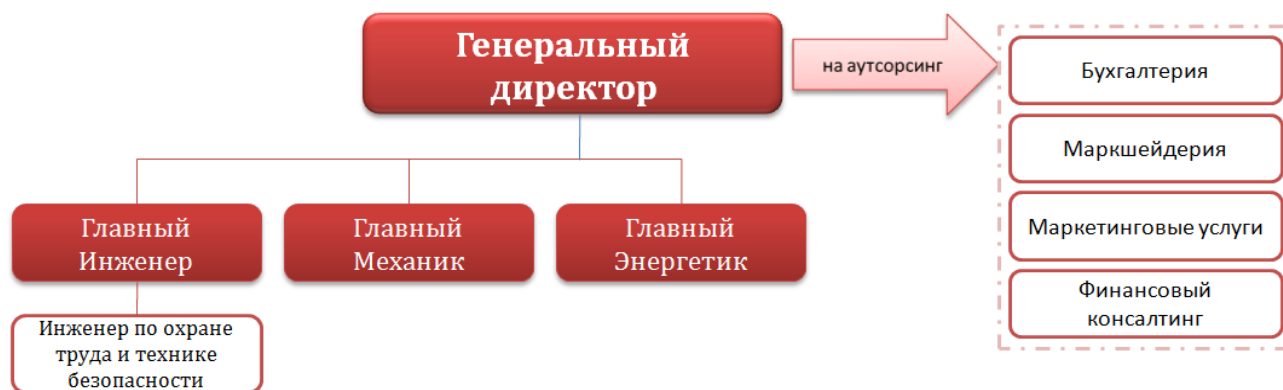 Генеральный
директор
на аутсорсинг
Бухгалтерия
Маркшейдерия
Маркетинговые услуги
Финансовый
консалтинг
Главный
Инженер
Главный
Механик
Главный
Энергетик
Инженер по охране
труда и технике
безопасности